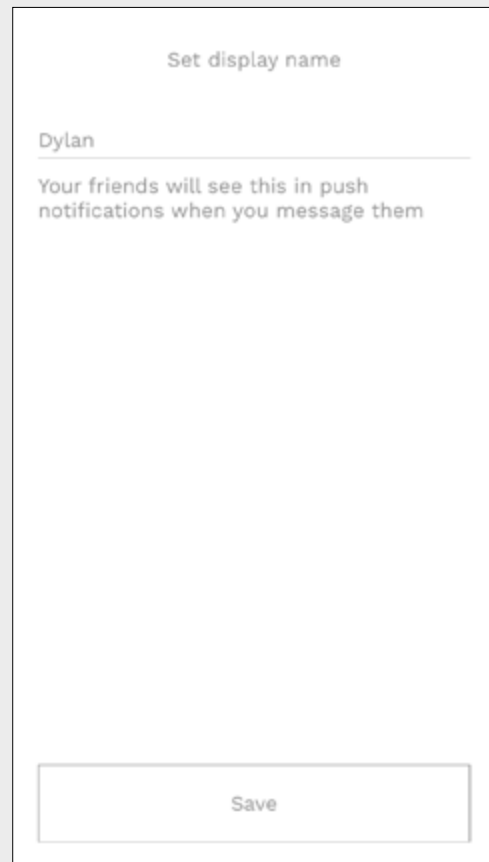 Set display name
Dylan
Your friends will see this in push
notifications when you message them
Save